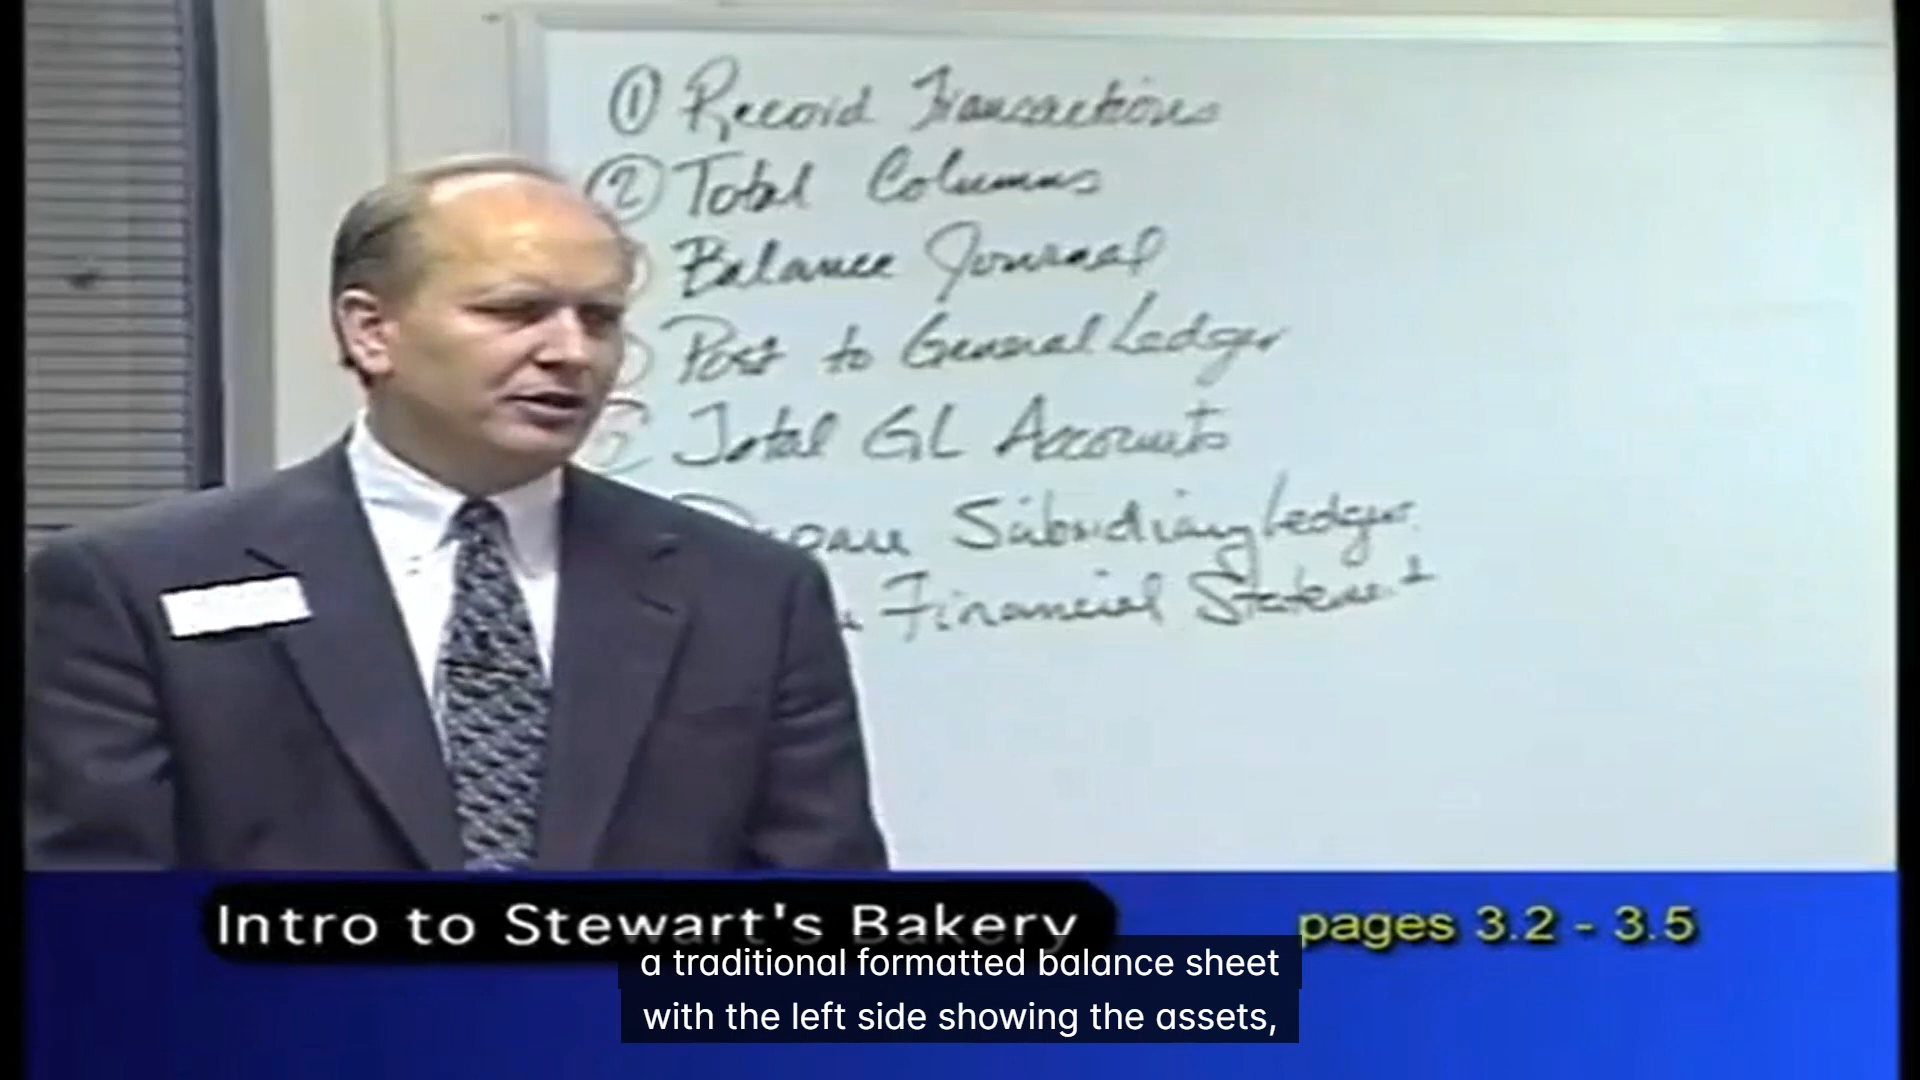 ① Record Transactions
② Total Columns
Balance Journal
Post to General Ledger
Total GL Accounts
Subsidiary Ledger
Financial Statement
Intro to Stewart's Bakery
pages 3.2 - 3.5
a traditional formatted balance sheet
with the left side showing the assets,